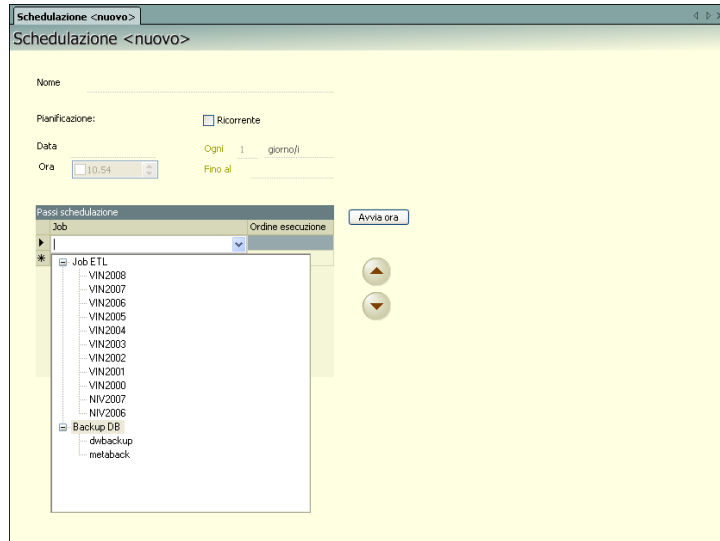 Schedulazione <nuovo>
Schedulazione <nuovo>
Nome
Pianificazione:
Ricorrente
Data
Ogni 1 giorno/i
Ora 10.54
Fino al
Passi schedulazione
Avvia ora
Job Ordine esecuzione
Job ETL
VIN2008
VIN2007
VIN2006
VIN2005
VIN2004
VIN2003
VIN2002
VIN2001
VIN2000
NIV2007
NIV2006
Backup DB
dwbackup
metaback